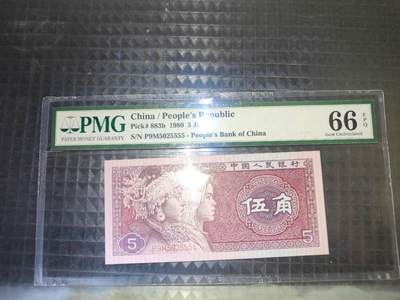 PMG
PAPER MONEY GUARANTY
China / People's Republic
Pick# 883b 1980 5 Ji
S/N P9M5025555 - People's Bank of China
66 EPQ
Gem Uncirculated
中国人民银行
伍角
5
5